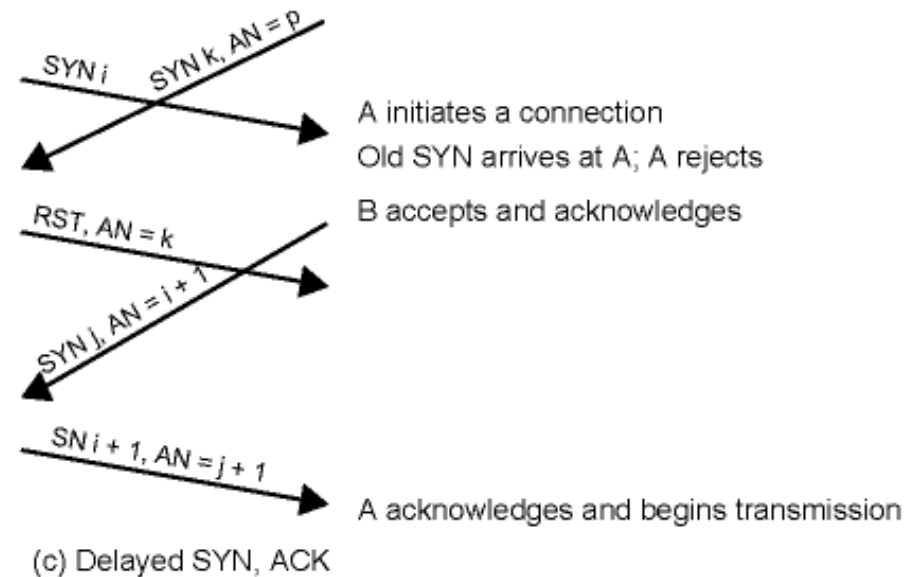 SYN i
SYN k, AN = p
A initiates a connection
Old SYN arrives at A; A rejects
RST, AN = k
B accepts and acknowledges
SYN j, AN = i + 1
SN i + 1, AN = j + 1
A acknowledges and begins transmission
(c) Delayed SYN, ACK